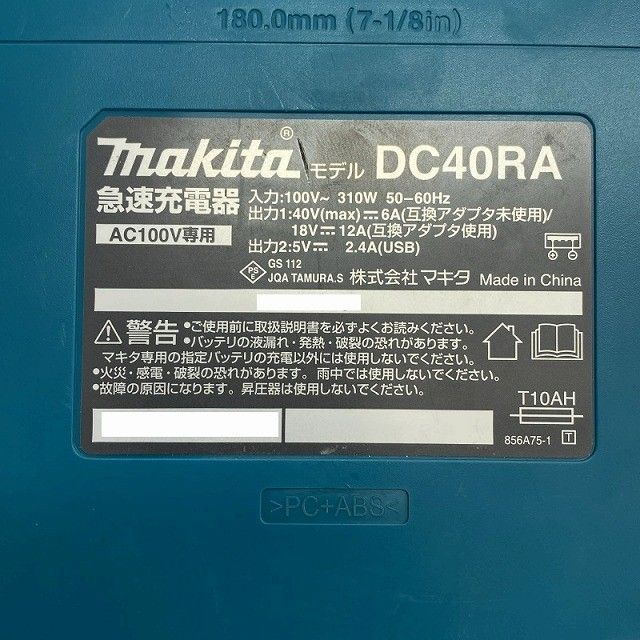 180.0mm (7-1/8in)
makita® モデル DC40RA
急速充電器
AC100V専用
入力:100V~ 310W 50-60Hz
出力1:40V(max)⎓6A(互換アダプタ未使用)/
18V⎓12A(互換アダプタ使用)
出力2:5V⎓ 2.4A(USB)
PSE
GS 112
JQA TAMURA.S 株式会社マキタ Made in China
⚠警告 •ご使用前に取扱説明書を必ずよくお読みください。
•バッテリの液漏れ・発熱・破裂の恐れがあります。
マキタ専用の指定バッテリの充電以外には使用しないでください。
•火災・感電・破裂の恐れがあります。雨中では使用しないでください。
•故障の原因になります。昇圧器は使用しないでください。
T10AH
856A75-1 T
>PC+ABS<